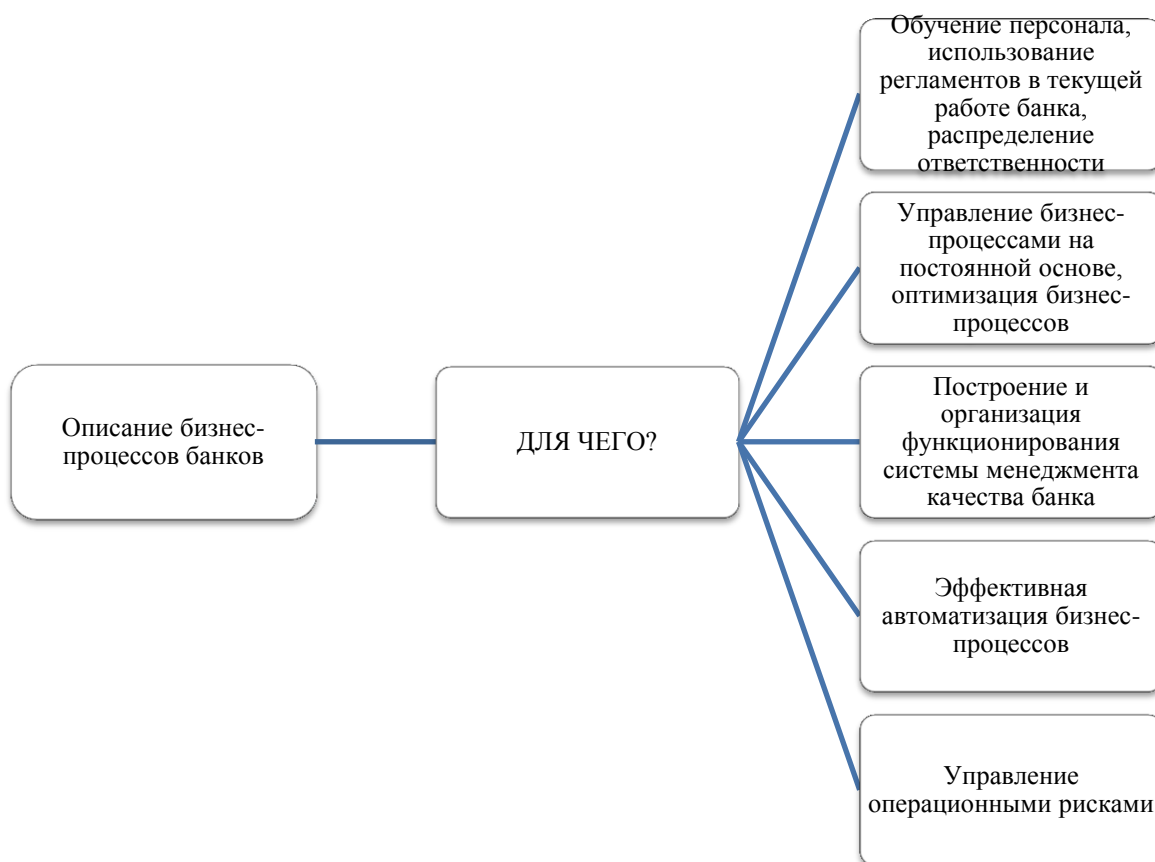 Описание бизнес-
процессов банков
ДЛЯ ЧЕГО?
Обучение персонала,
использование
регламентов в текущей
работе банка,
распределение
ответственности
Управление бизнес-
процессами на
постоянной основе,
оптимизация бизнес-
процессов
Построение и
организация
функционирования
системы менеджмента
качества банка
Эффективная
автоматизация бизнес-
процессов
Управление
операционными рисками